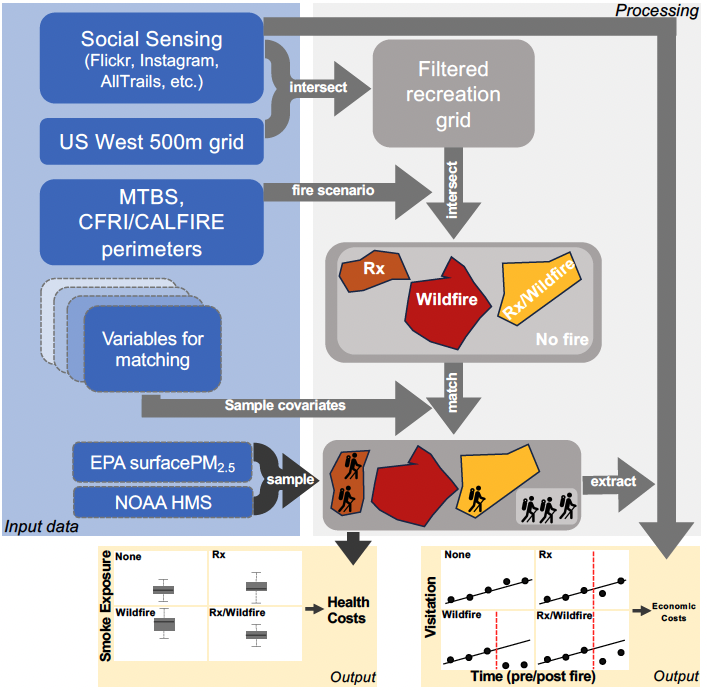 Processing
Social Sensing
(Flickr, Instagram,
AllTrails, etc.)
intersect
Filtered
recreation
grid
US West 500m grid
MTBS,
CFRI/CALFIRE
perimeters
fire scenario
intersect
Rx
Wildfire
Rx/Wildfire
No fire
Variables for
matching
Sample covariates
match
EPA surfacePM2.5
NOAA HMS
sample
extract
Input data
Smoke Exposure
None
Rx
Wildfire
Rx/Wildfire
Health
Costs
Output
Visitation
None
Rx
Wildfire
Rx/Wildfire
Time (pre/post fire)
Economic
Costs
Output